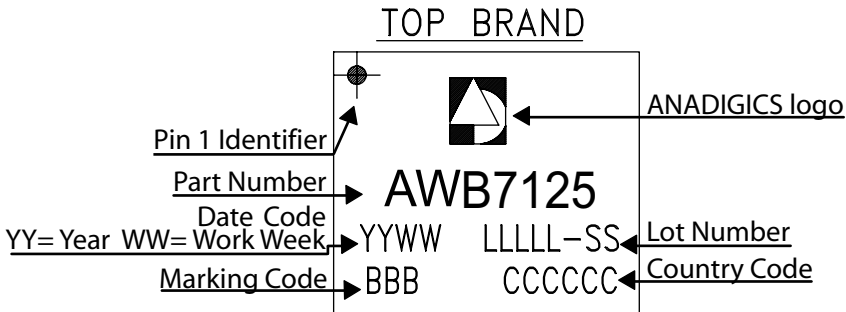 TOP BRAND
ANADIGICS logo
Pin 1 Identifier
Part Number
AWB7125
Date Code
YY= Year WW= Work Week
YYWW LLLLL-SS
Lot Number
Marking Code
BBB CCCCCC
Country Code